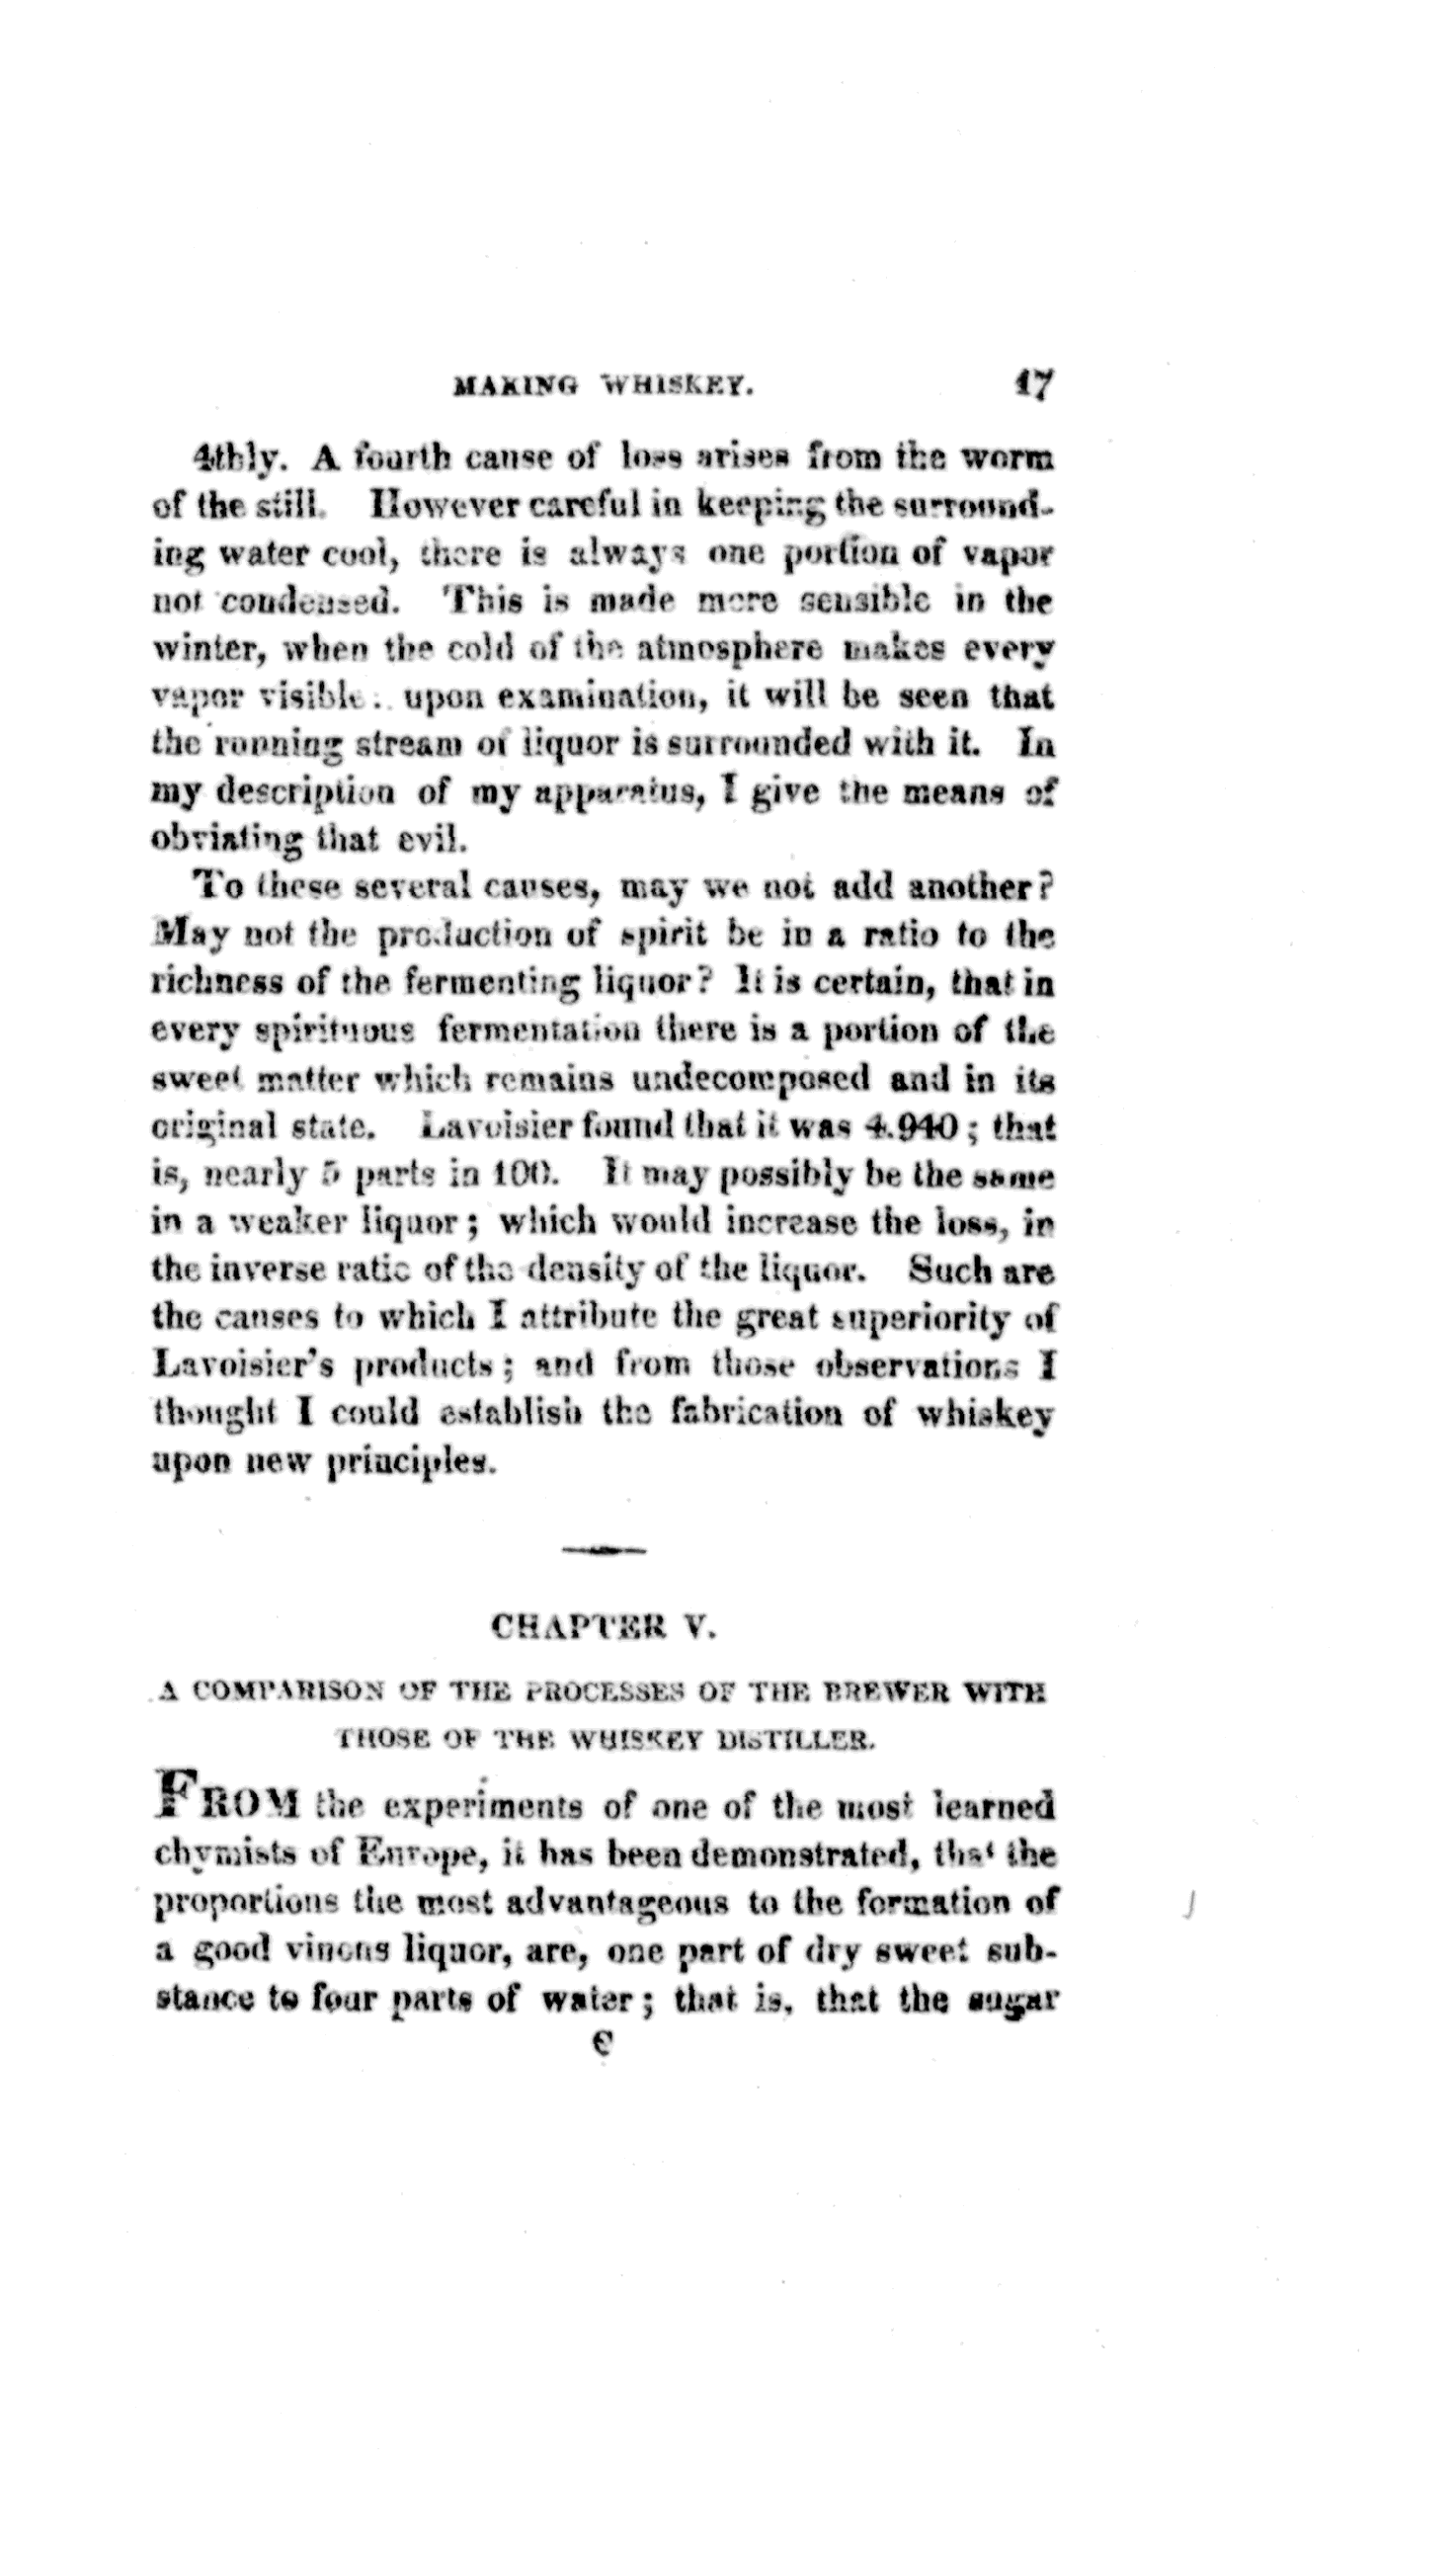 MAKING WHISKEY. 17
4thly. A fourth cause of loss arises from the worm
of the still. However careful in keeping the surround-
ing water cool, there is always one portion of vapor
not condensed. This is made more sensible in the
winter, when the cold of the atmosphere makes every
vapor visible: upon examination, it will be seen that
the running stream of liquor is surrounded with it. In
my description of my apparatus, I give the means of
obviating that evil.
To these several causes, may we not add another?
May not the production of spirit be in a ratio to the
richness of the fermenting liquor? It is certain, that in
every spirituous fermentation there is a portion of the
sweet matter which remains undecomposed and in its
original state. Lavoisier found that it was 4.940; that
is, nearly 5 parts in 100. It may possibly be the same
in a weaker liquor; which would increase the loss, in
the inverse ratio of the density of the liquor. Such are
the causes to which I attribute the great superiority of
Lavoisier's products; and from those observations I
thought I could establish the fabrication of whiskey
upon new principles.
CHAPTER V.
A COMPARISON OF THE PROCESSES OF THE BREWER WITH
THOSE OF THE WHISKEY DISTILLER.
FROM the experiments of one of the most learned
chymists of Europe, it has been demonstrated, that the
proportions the most advantageous to the formation of
a good vinous liquor, are, one part of dry sweet sub-
stance to four parts of water; that is, that the sugar
C